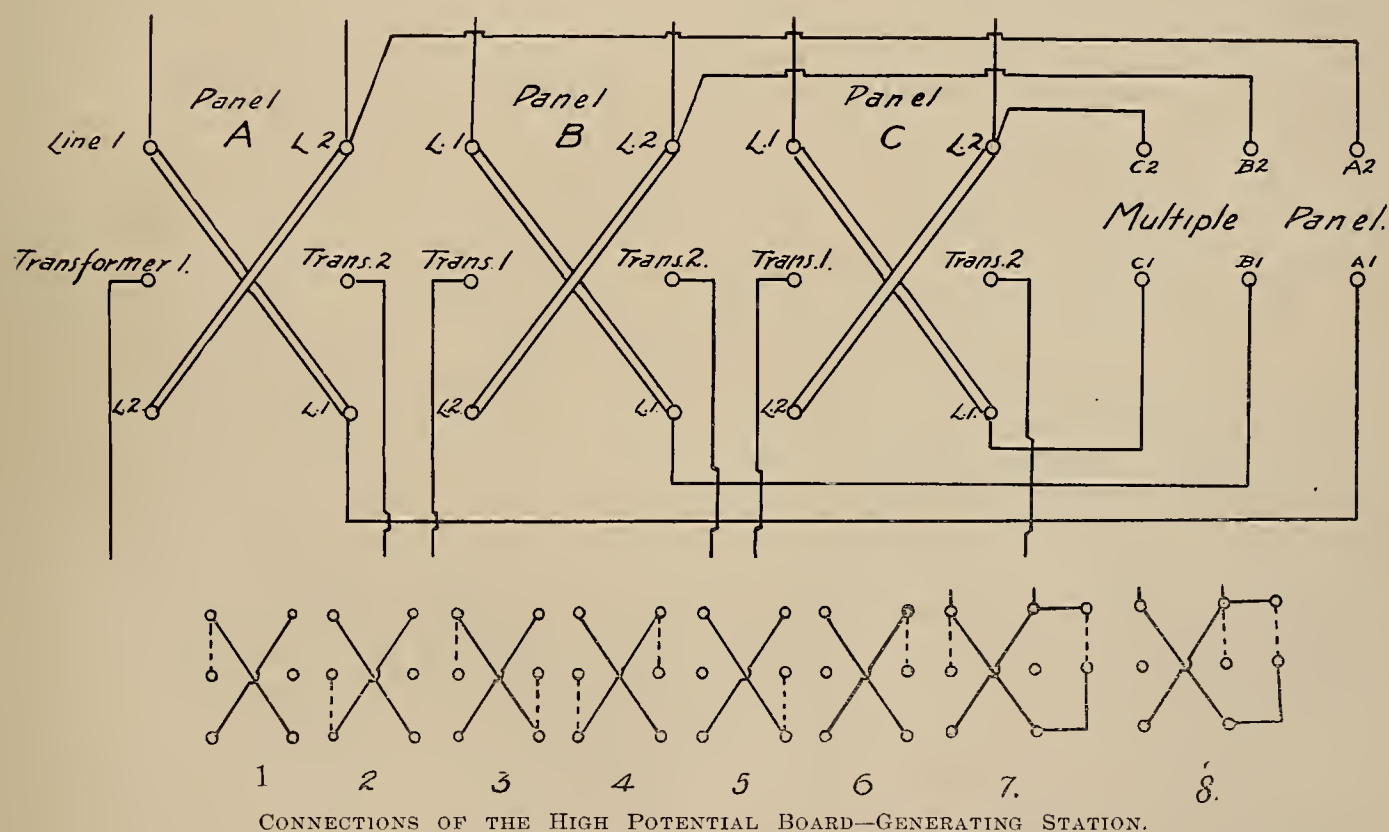 Panel Panel Panel
A B C
Line 1 L2 L.1 L.2 L.1 L.2 C2 B2 A2
Multiple Panel.
Transformer 1. Trans.2 Trans.1 Trans.2. Trans.1. Trans.2 C1 B1 A1
L2 L.1 L.2 L.1. L.2 L.1.
1 2 3 4 5 6 7. 8.
CONNECTIONS OF THE HIGH POTENTIAL BOARD—GENERATING STATION.